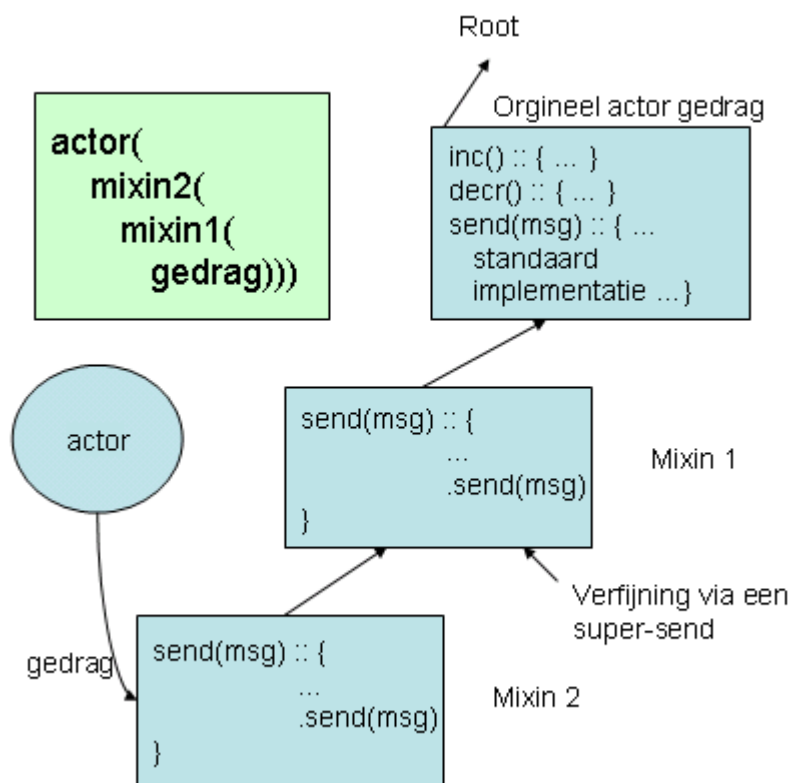 Root
Orgineel actor gedrag
actor(
mixin2(
mixin1(
gedrag)))
inc() :: { ... }
decr() :: { ... }
send(msg) :: { ...
standaard
implementatie ... }
actor
send(msg) :: {
...
.send(msg)
}
Mixin 1
Verfijning via een
super-send
gedrag
send(msg) :: {
...
.send(msg)
}
Mixin 2